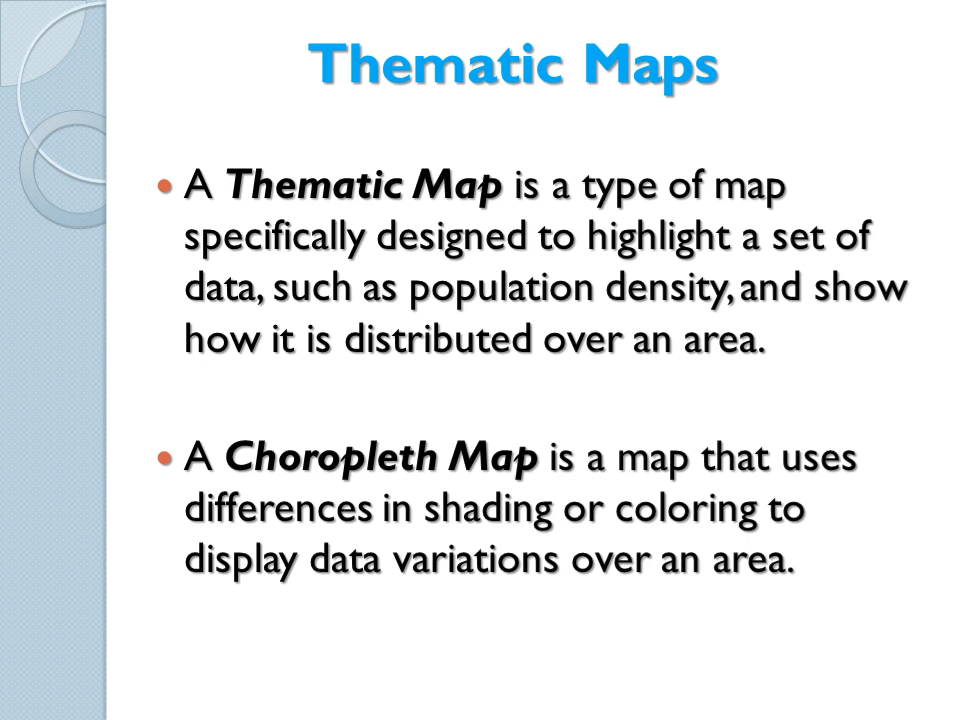 Thematic Maps
• A Thematic Map is a type of map
specifically designed to highlight a set of
data, such as population density, and show
how it is distributed over an area.
• A Choropleth Map is a map that uses
differences in shading or coloring to
display data variations over an area.